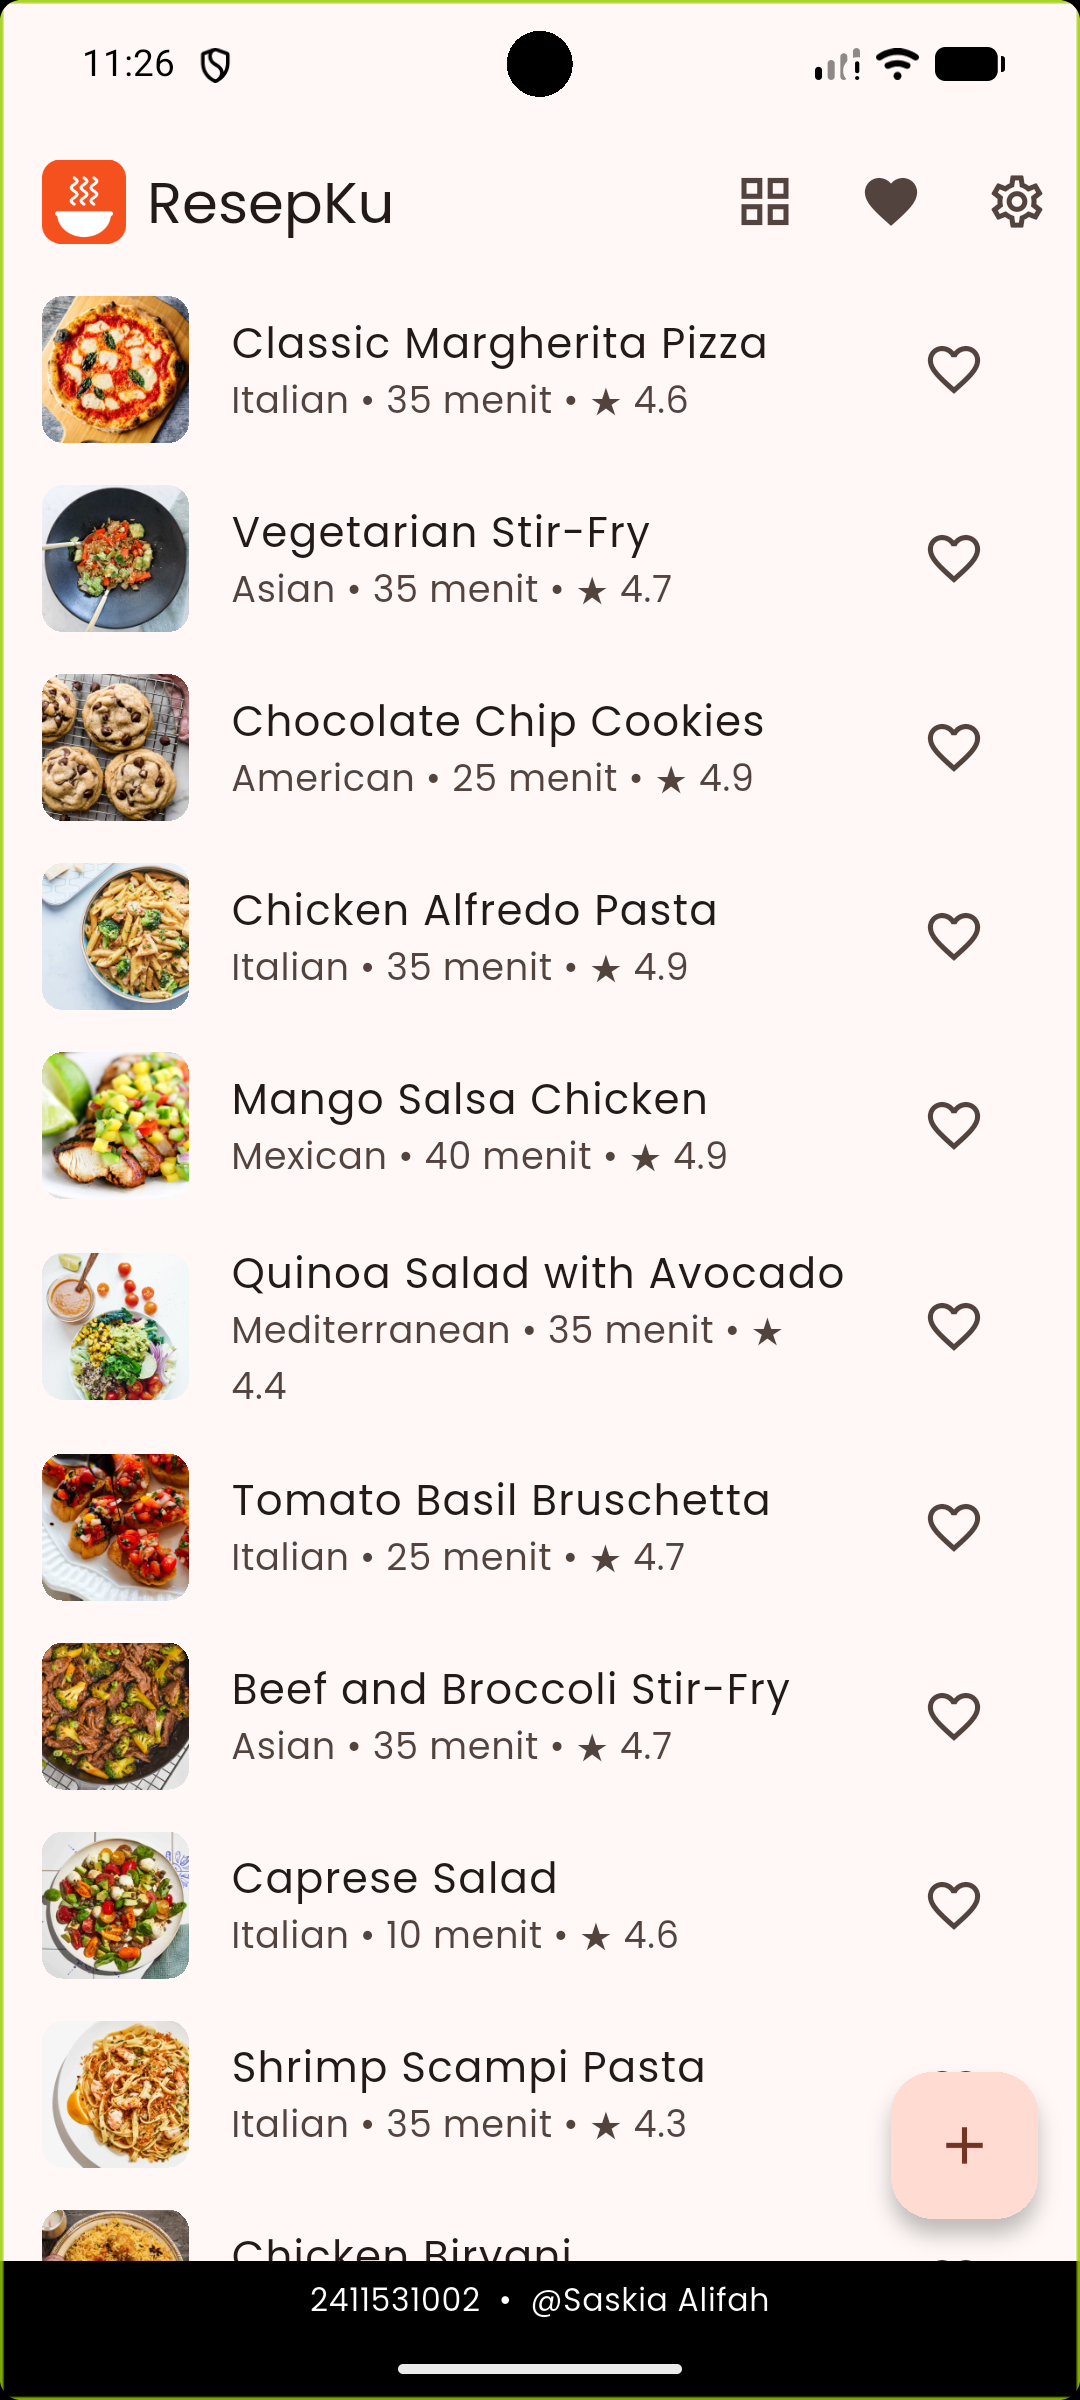 11:26
ResepKu
Classic Margherita Pizza
Italian • 35 menit • ★ 4.6
Vegetarian Stir-Fry
Asian • 35 menit • ★ 4.7
Chocolate Chip Cookies
American • 25 menit • ★ 4.9
Chicken Alfredo Pasta
Italian • 35 menit • ★ 4.9
Mango Salsa Chicken
Mexican • 40 menit • ★ 4.9
Quinoa Salad with Avocado
Mediterranean • 35 menit • ★
4.4
Tomato Basil Bruschetta
Italian • 25 menit • ★ 4.7
Beef and Broccoli Stir-Fry
Asian • 35 menit • ★ 4.7
Caprese Salad
Italian • 10 menit • ★ 4.6
Shrimp Scampi Pasta
Italian • 35 menit • ★ 4.3
Chicken Biryani
2411531002 • @Saskia Alifah